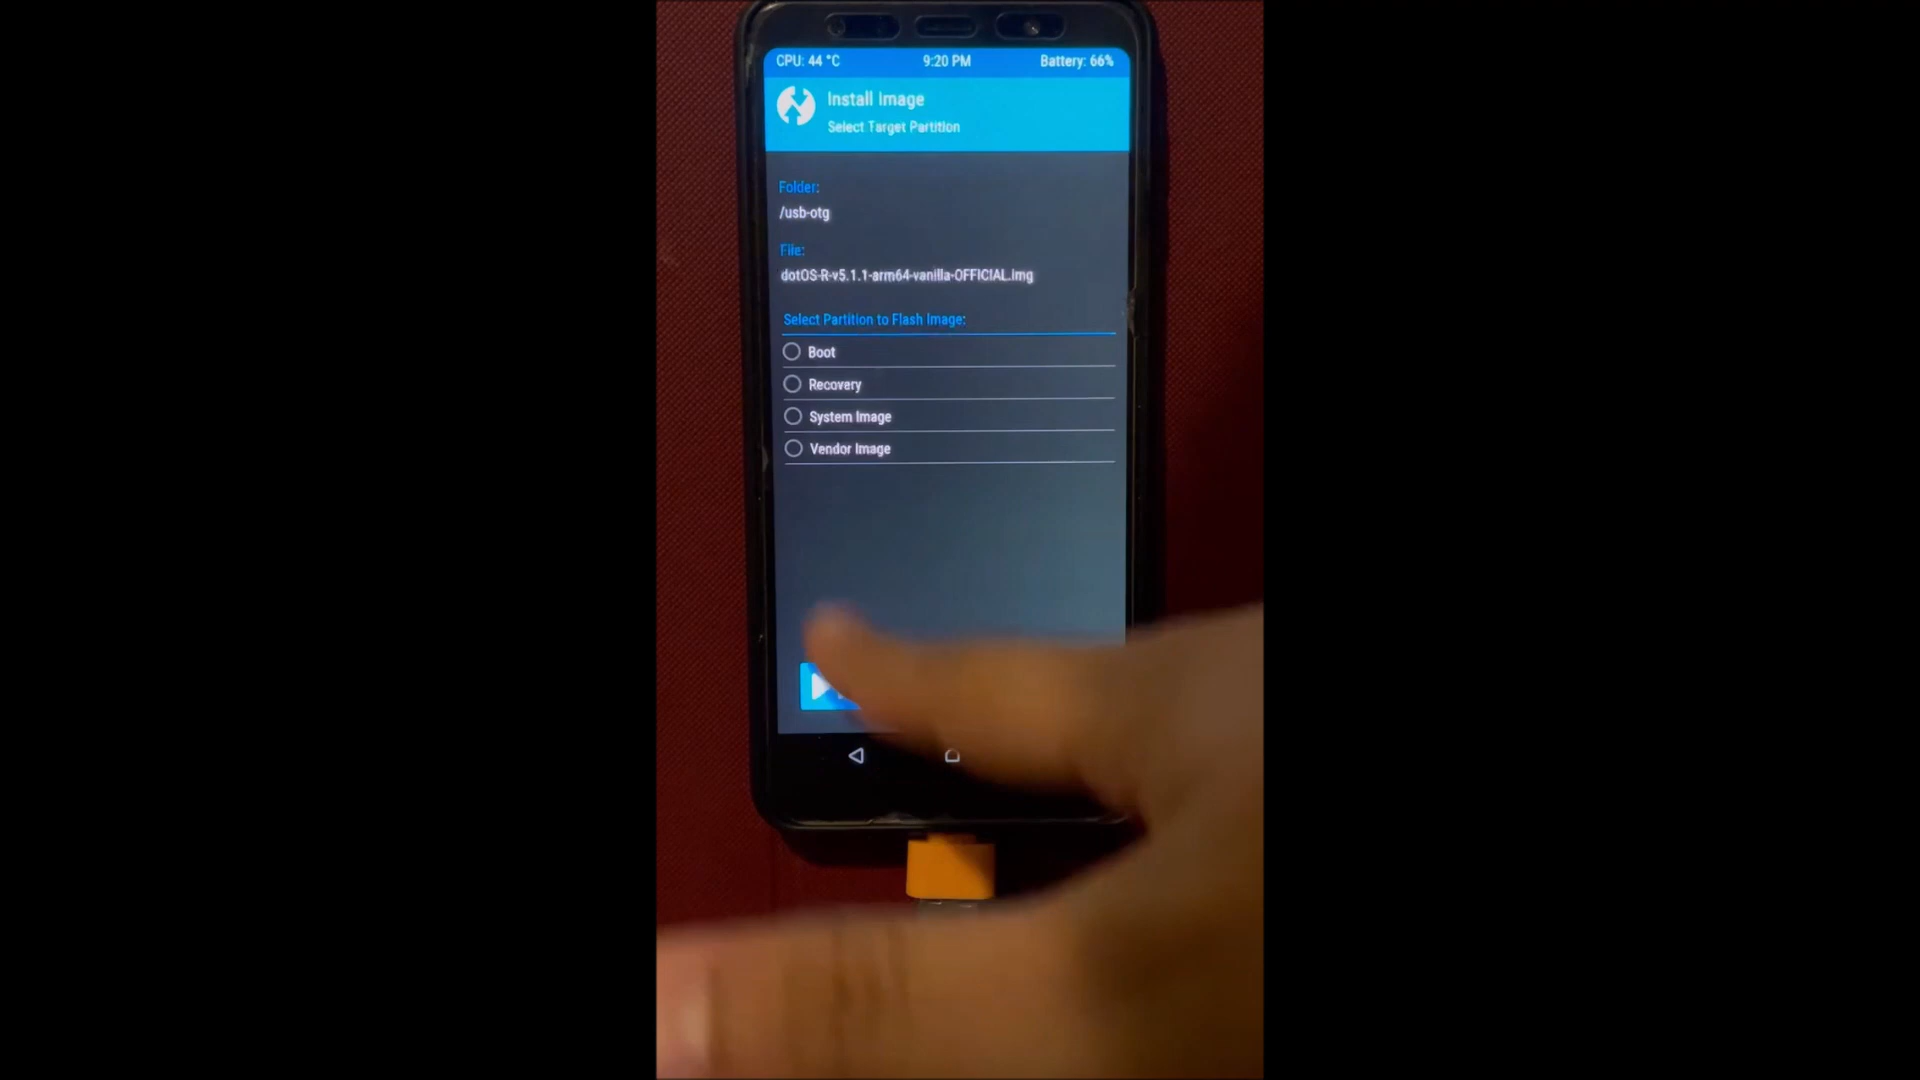 CPU: 44 °C 9:20 PM Battery: 66%
Install Image
Select Target Partition
Folder:
/usb-otg
File:
dotOS-R-v5.1.1-arm64-vanilla-OFFICIAL.img
Select Partition to Flash Image:
Boot
Recovery
System Image
Vendor Image